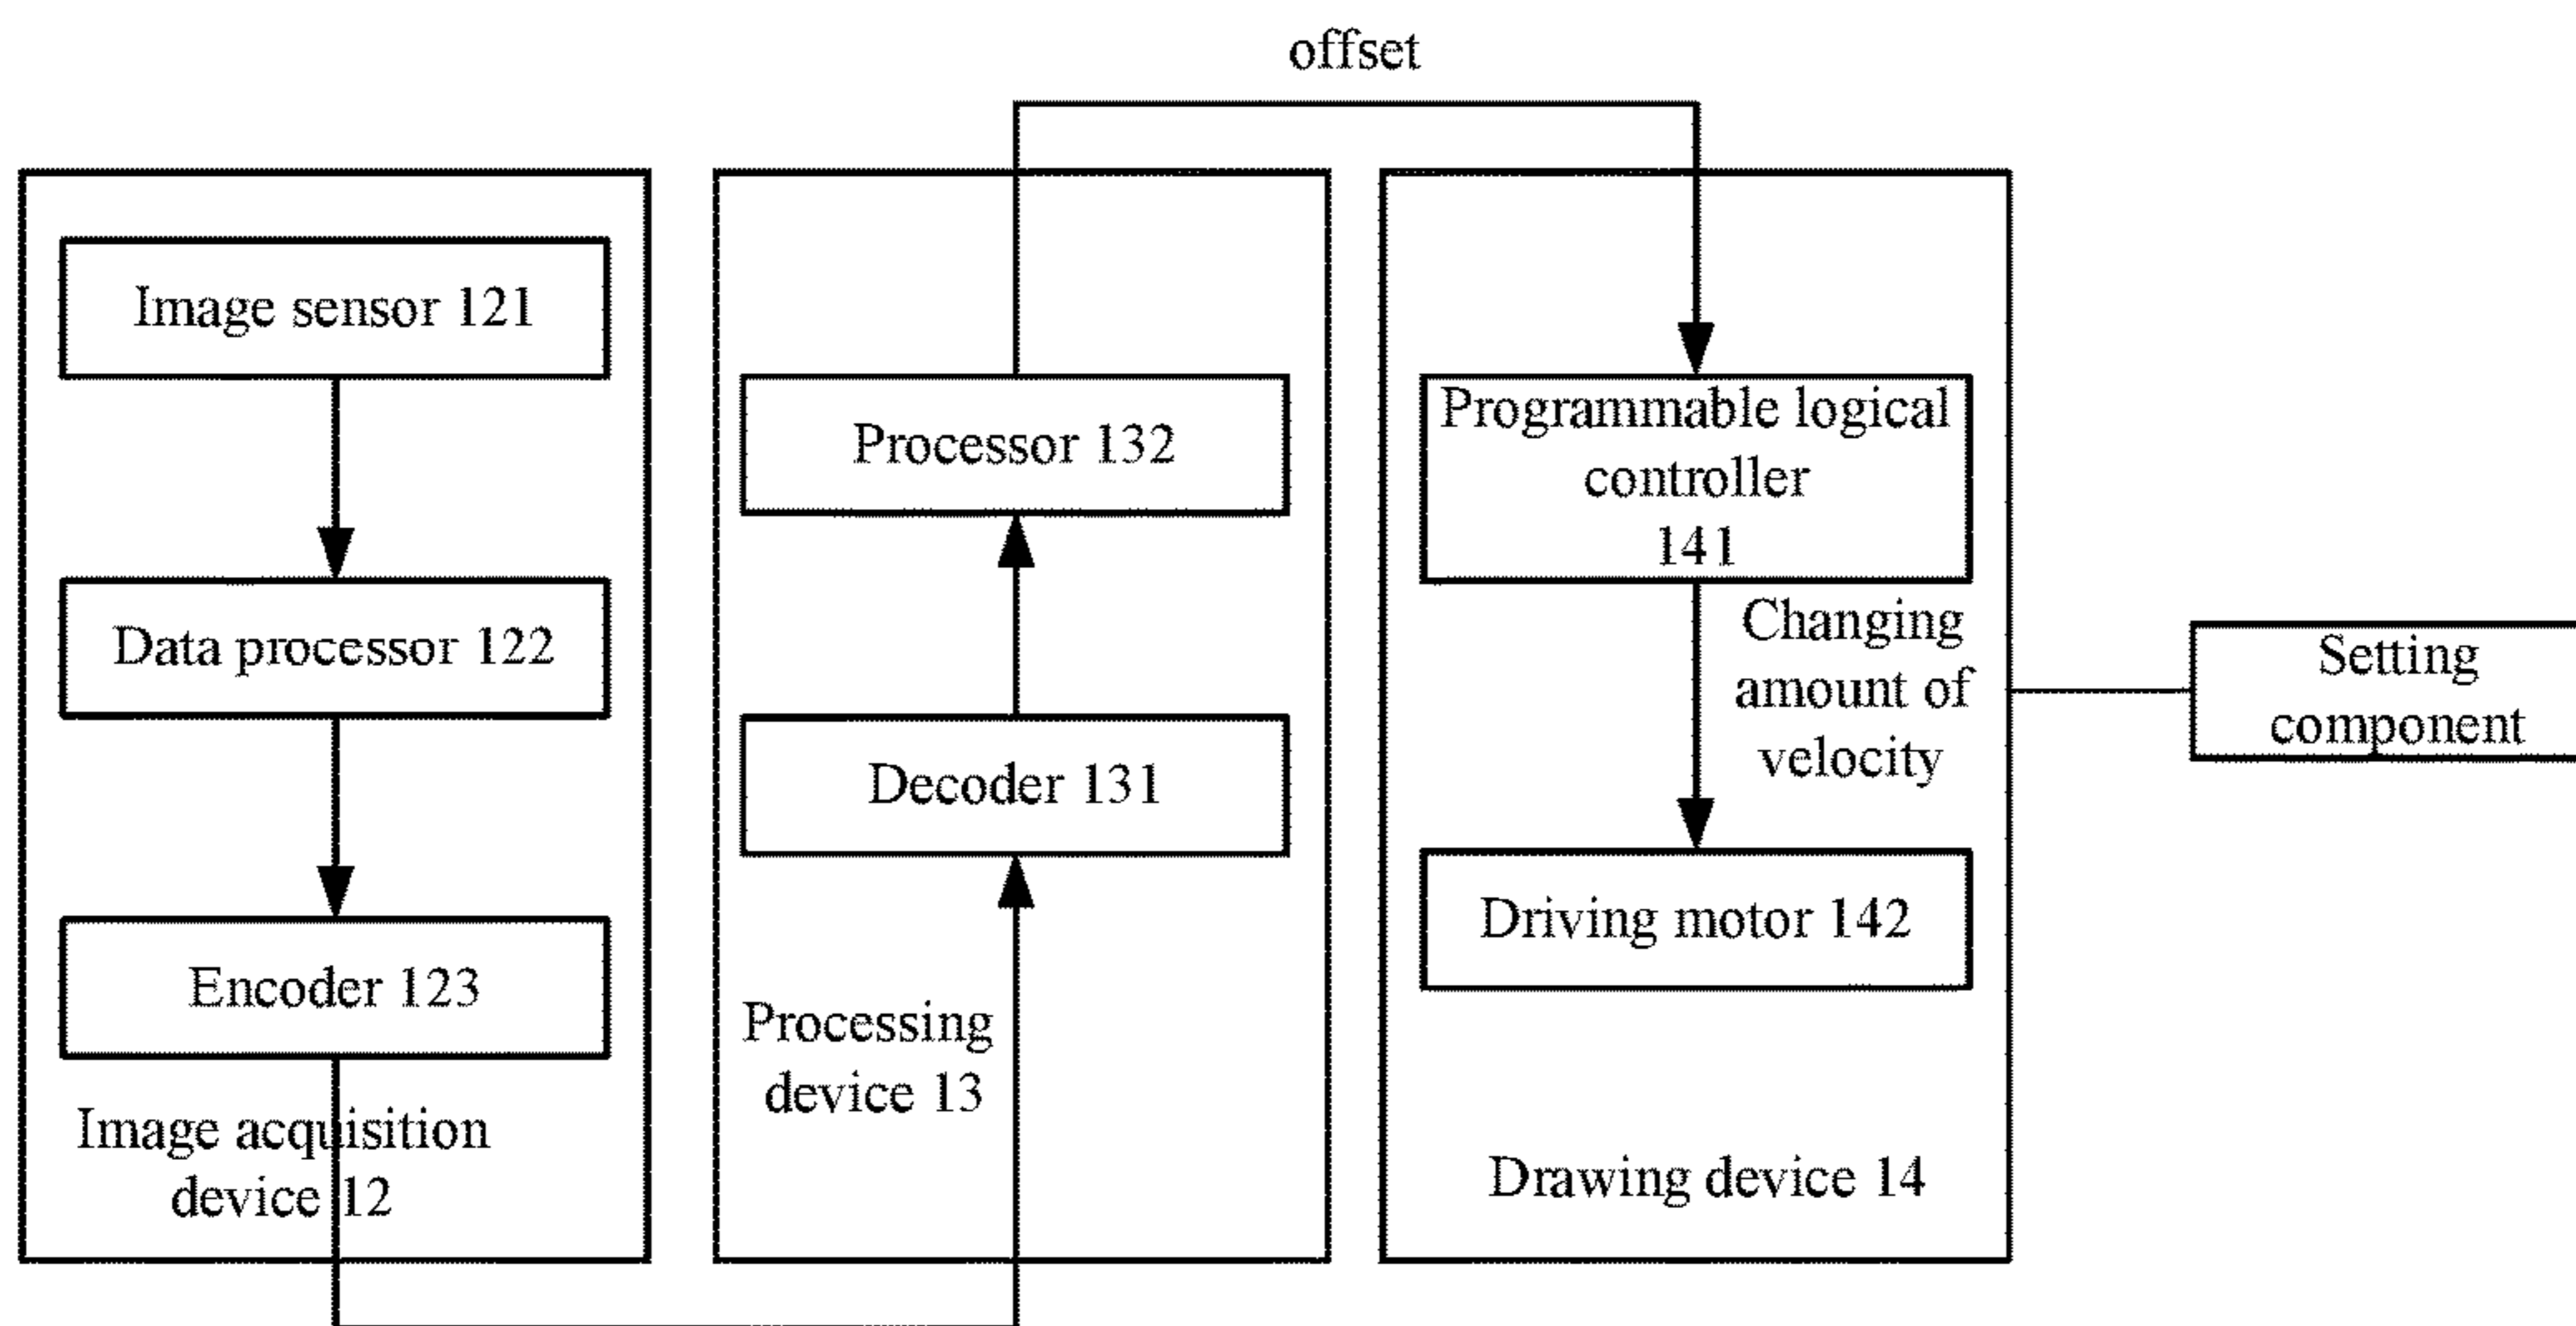 offset
Image sensor 121
Data processor 122
Encoder 123
Image acquisition
device 12
Processor 132
Decoder 131
Processing
device 13
Programmable logical
controller
141
Changing
amount of
velocity
Driving motor 142
Drawing device 14
Setting
component